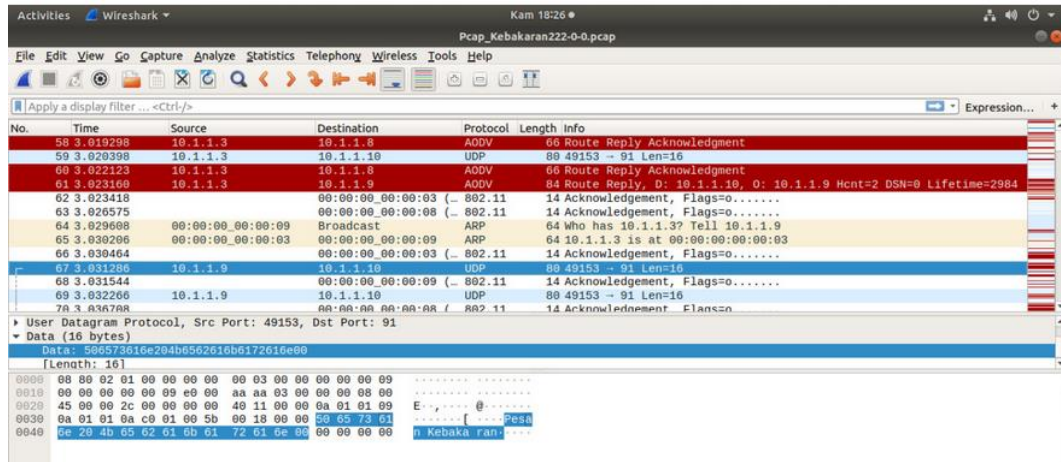 Activities Wireshark Kam 18:26
Pcap_Kebakaran222-0-0.pcap
File Edit View Go Capture Analyze Statistics Telephony Wireless Tools Help
Apply a display filter ... <Ctrl-/> Expression... +
No. Time Source Destination Protocol Length Info
58 3.019298 10.1.1.3 10.1.1.8 AODV 66 Route Reply Acknowledgment
59 3.020398 10.1.1.3 10.1.1.10 UDP 80 49153 → 91 Len=16
60 3.022123 10.1.1.3 10.1.1.8 AODV 66 Route Reply Acknowledgment
61 3.023160 10.1.1.3 10.1.1.9 AODV 84 Route Reply, D: 10.1.1.10, O: 10.1.1.9 Hcnt=2 DSN=0 Lifetime=2984
62 3.023418 00:00:00_00:00:03 (… 802.11 14 Acknowledgement, Flags=o.......
63 3.026575 00:00:00_00:00:08 (… 802.11 14 Acknowledgement, Flags=o.......
64 3.029608 00:00:00_00:00:09 Broadcast ARP 64 Who has 10.1.1.3? Tell 10.1.1.9
65 3.030206 00:00:00_00:00:03 00:00:00_00:00:09 ARP 64 10.1.1.3 is at 00:00:00:00:00:03
66 3.030464 00:00:00_00:00:03 (… 802.11 14 Acknowledgement, Flags=o.......
67 3.031286 10.1.1.9 10.1.1.10 UDP 80 49153 → 91 Len=16
68 3.031544 00:00:00_00:00:09 (… 802.11 14 Acknowledgement, Flags=o.......
69 3.032266 10.1.1.9 10.1.1.10 UDP 80 49153 → 91 Len=16
70 3.036708 00:00:00_00:00:08 ( 802.11 14 Acknowledgement, Flags=o
User Datagram Protocol, Src Port: 49153, Dst Port: 91
Data (16 bytes)
Data: 506573616e204b6562616b6172616e00
[Length: 16]
0000 08 80 02 01 00 00 00 00 00 03 00 00 00 00 00 09 ········ ········
0010 00 00 00 00 00 09 e0 00 aa aa 03 00 00 00 08 00 ········ ········
0020 45 00 00 2c 00 00 00 00 40 11 00 00 0a 01 01 09 E··,···· @·······
0030 0a 01 01 0a c0 01 00 5b 00 18 00 00 50 65 73 61 ·······[ ····Pesa
0040 6e 20 4b 65 62 61 6b 61 72 61 6e 00 00 00 00 00 n Kebaka ran·····